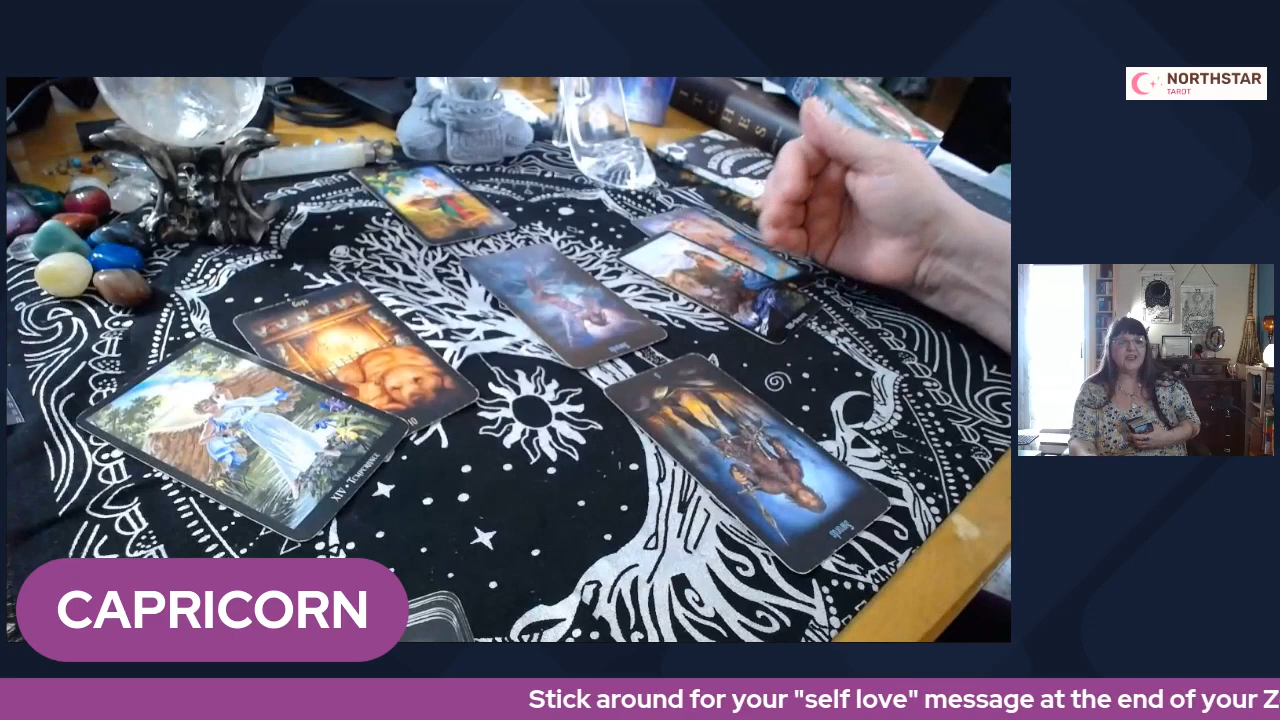 NORTHSTAR
TAROT
XIV • TEMPERANCE
CAPRICORN
Stick around for your "self love" message at the end of your Z